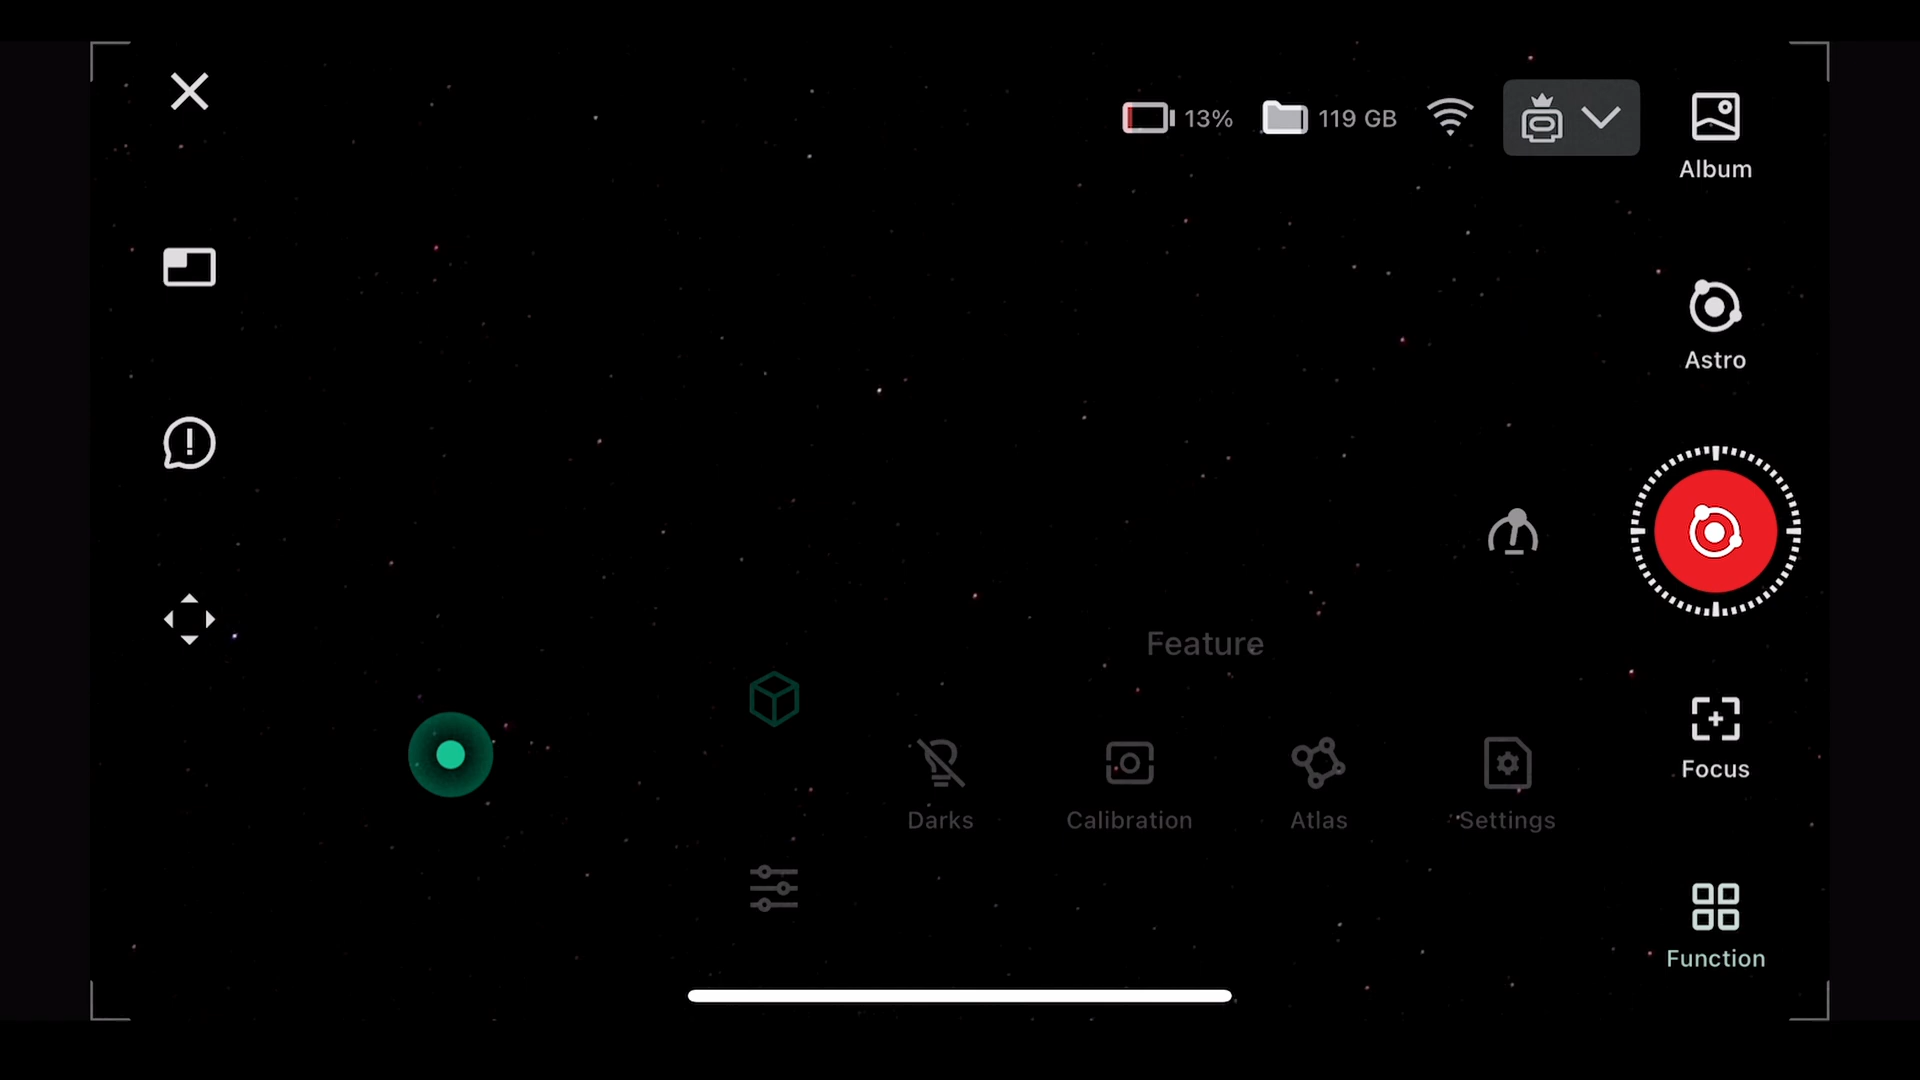 13%
119 GB
Album
Astro
Feature
Focus
Darks
Calibration
Atlas
Settings
Function